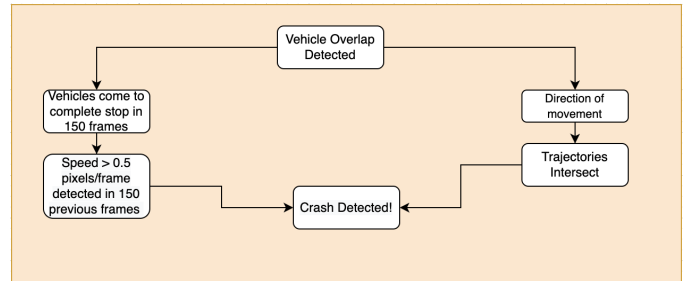 Vehicle Overlap
Detected
Vehicles come to
complete stop in
150 frames
Direction of
movement
Speed > 0.5
pixels/frame
detected in 150
previous frames
Trajectories
Intersect
Crash Detected!